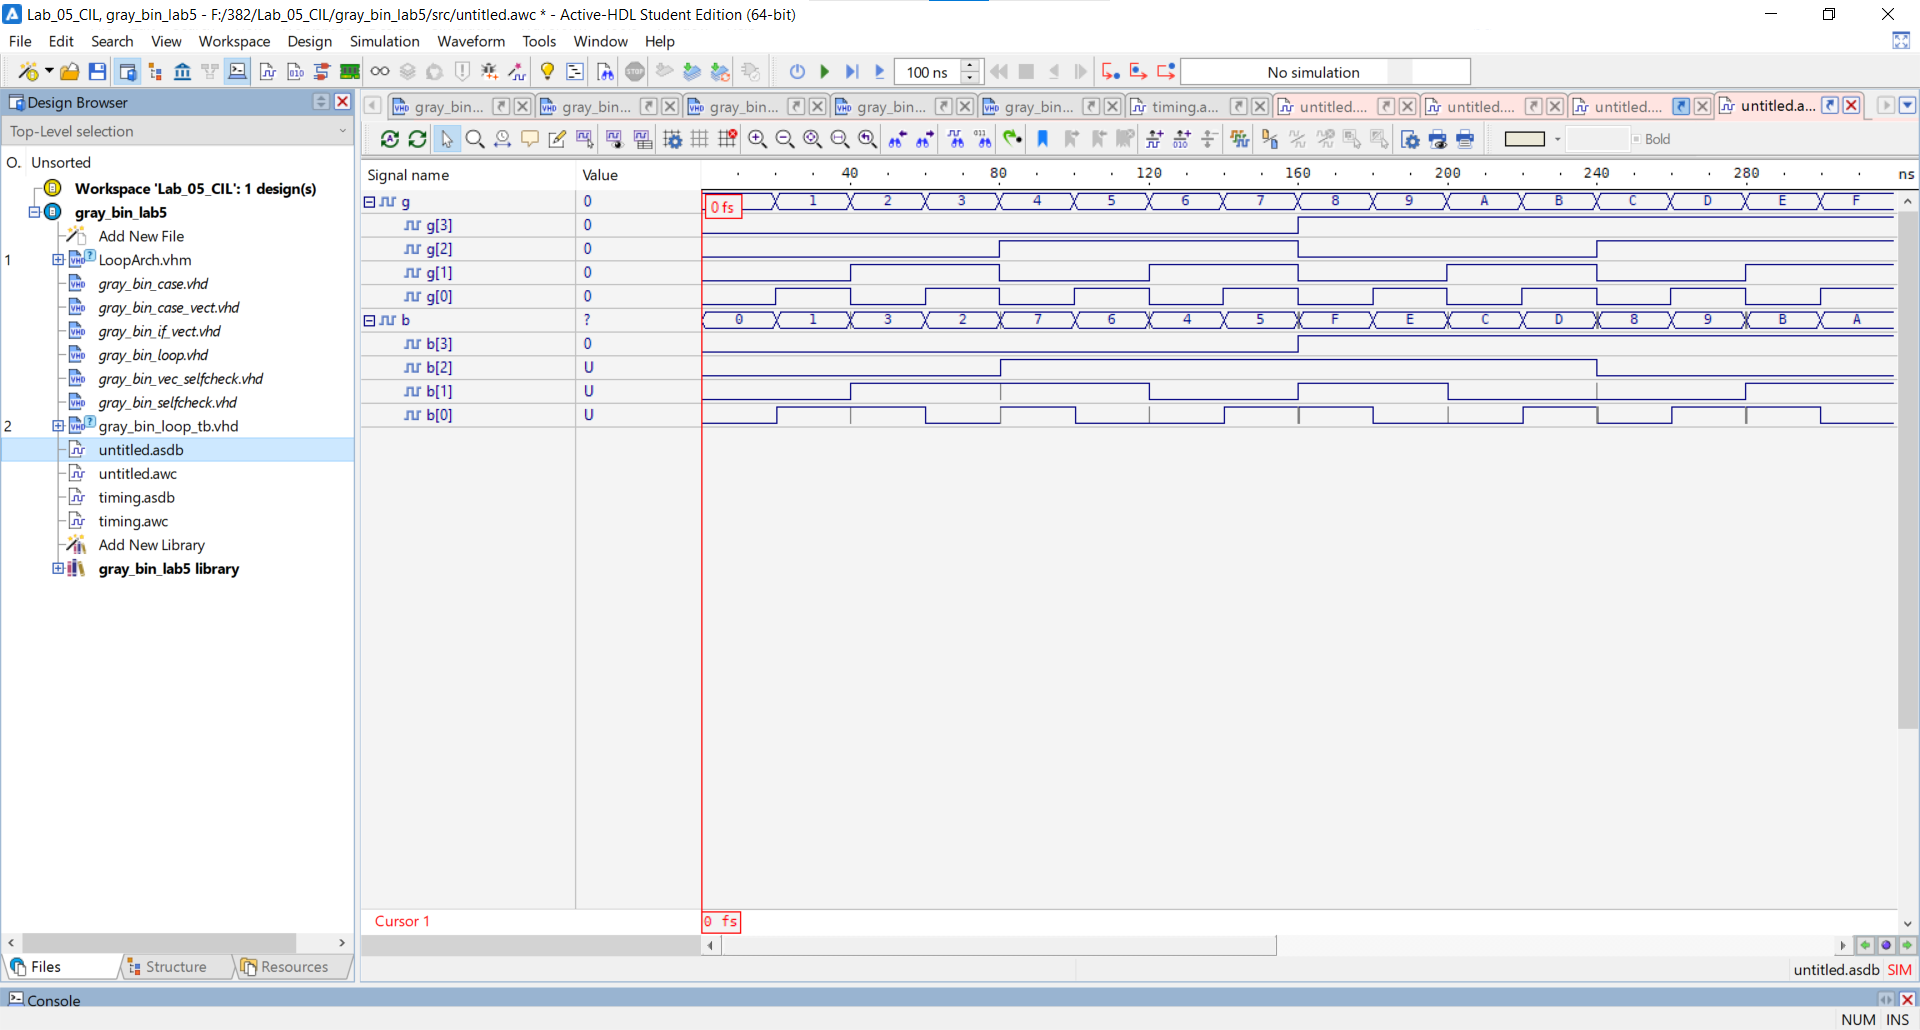 Lab_05_CIL, gray_bin_lab5 - F:/382/Lab_05_CIL/gray_bin_lab5/src/untitled.awc * - Active-HDL Student Edition (64-bit)
File Edit Search View Workspace Design Simulation Waveform Tools Window Help
100 ns No simulation
Design Browser
gray_bin... gray_bin... gray_bin... gray_bin... gray_bin... timing.a... untitled.... untitled.... untitled.... untitled.a...
Top-Level selection
Bold
O. Unsorted
Workspace 'Lab_05_CIL': 1 design(s)
gray_bin_lab5
Add New File
1 LoopArch.vhm
gray_bin_case.vhd
gray_bin_case_vect.vhd
gray_bin_if_vect.vhd
gray_bin_loop.vhd
gray_bin_vec_selfcheck.vhd
gray_bin_selfcheck.vhd
2 gray_bin_loop_tb.vhd
untitled.asdb
untitled.awc
timing.asdb
timing.awc
Add New Library
gray_bin_lab5 library
Files Structure Resources
Signal name Value 40 80 120 160 200 240 280 ns
g 0 0 fs 1 2 3 4 5 6 7 8 9 A B C D E F
g[3] 0
g[2] 0
g[1] 0
g[0] 0
b ? 0 1 3 2 7 6 4 5 F E C D 8 9 B A
b[3] 0
b[2] U
b[1] U
b[0] U
Cursor 1 0 fs
untitled.asdb SIM
Console
NUM INS